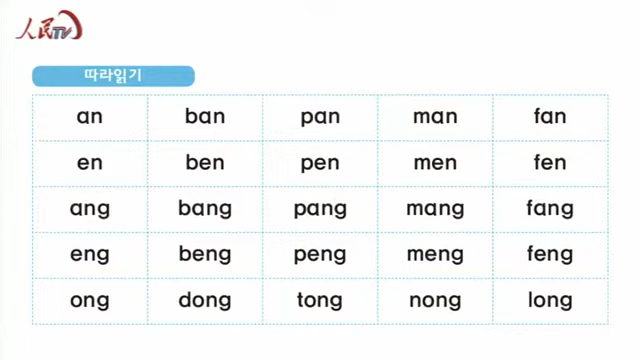 人民TV
따라읽기
an ban pan man fan
en ben pen men fen
ang bang pang mang fang
eng beng peng meng feng
ong dong tong nong long